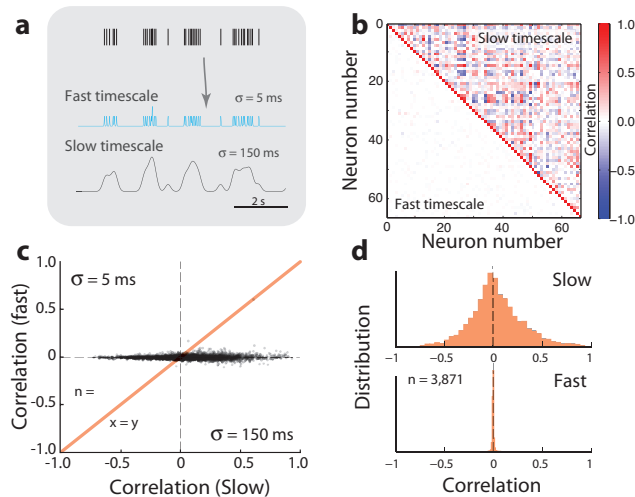 a
Fast timescale
σ = 5 ms
Slow timescale
σ = 150 ms
2 s
b
0
20
40
60
Neuron number
0 20 40 60
Neuron number
Slow timescale
Fast timescale
1.0
0.5
0.0
-0.5
-1.0
Correlation
c
1.0
0.5
0
-0.5
-1.0
Correlation (fast)
σ = 5 ms
n =
x = y
σ = 150 ms
-1.0 -0.5 0 0.5 1.0
Correlation (Slow)
d
Distribution
Slow
-1 -0.5 0 0.5 1
n = 3,871
Fast
-1 -0.5 0 0.5 1
Correlation